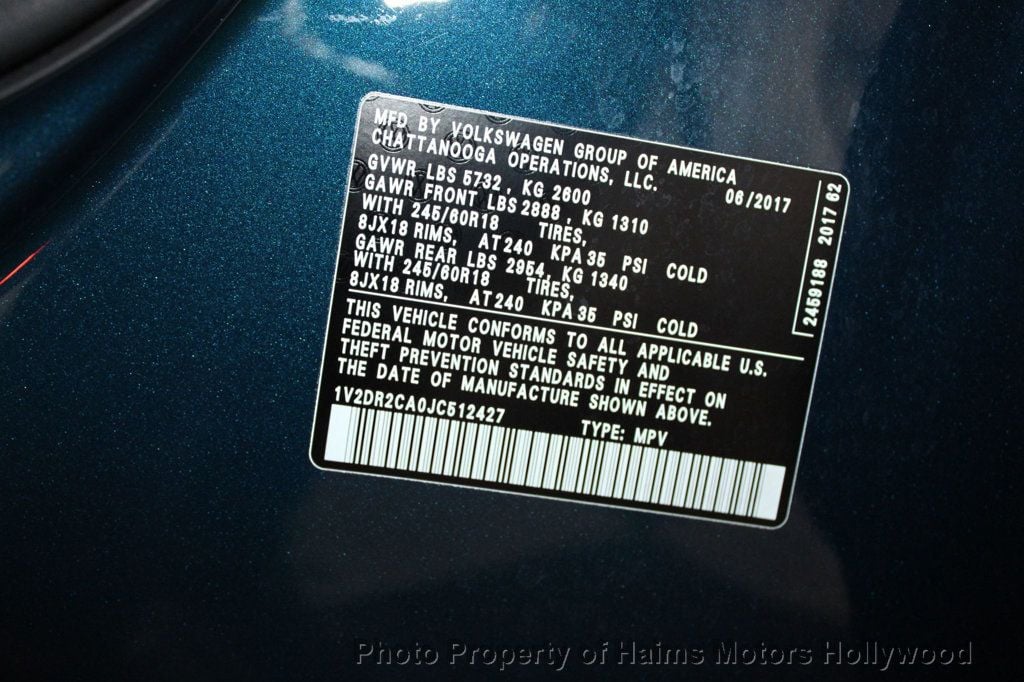 MFD BY VOLKSWAGEN GROUP OF AMERICA
CHATTANOOGA OPERATIONS, LLC.
06/2017
GVWR LBS 5732, KG 2600
GAWR FRONT LBS 2888, KG 1310
WITH 245/60R18 TIRES,
8JX18 RIMS, AT 240 KPA 35 PSI COLD
GAWR REAR LBS 2954, KG 1340
WITH 245/60R18 TIRES,
8JX18 RIMS, AT 240 KPA 35 PSI COLD
2459188 2017 62
THIS VEHICLE CONFORMS TO ALL APPLICABLE U.S.
FEDERAL MOTOR VEHICLE SAFETY AND
THEFT PREVENTION STANDARDS IN EFFECT ON
THE DATE OF MANUFACTURE SHOWN ABOVE.
1V2DR2CA0JC512427 TYPE: MPV
Photo Property of Haims Motors Hollywood